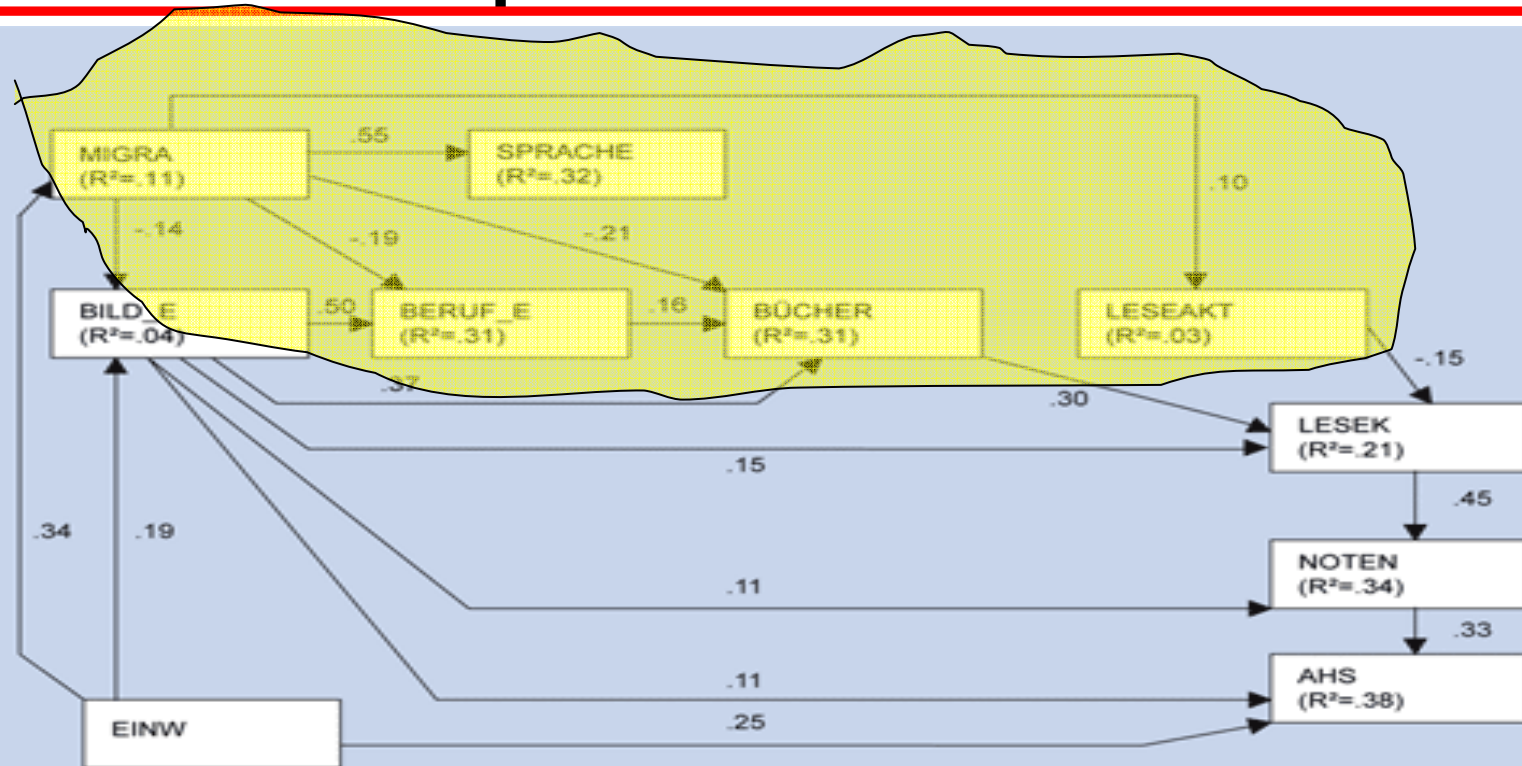 .55
MIGRA
(R²=.11)
SPRACHE
(R²=.32)
.10
-.14
-.19
-.21
BILD_E
(R²=.04)
.50
BERUF_E
(R²=.31)
.16
BÜCHER
(R²=.31)
LESEAKT
(R²=.03)
-.15
.37
.30
LESEK
(R²=.21)
.15
.45
.34
.19
NOTEN
(R²=.34)
.11
.33
AHS
(R²=.38)
.11
.25
EINW